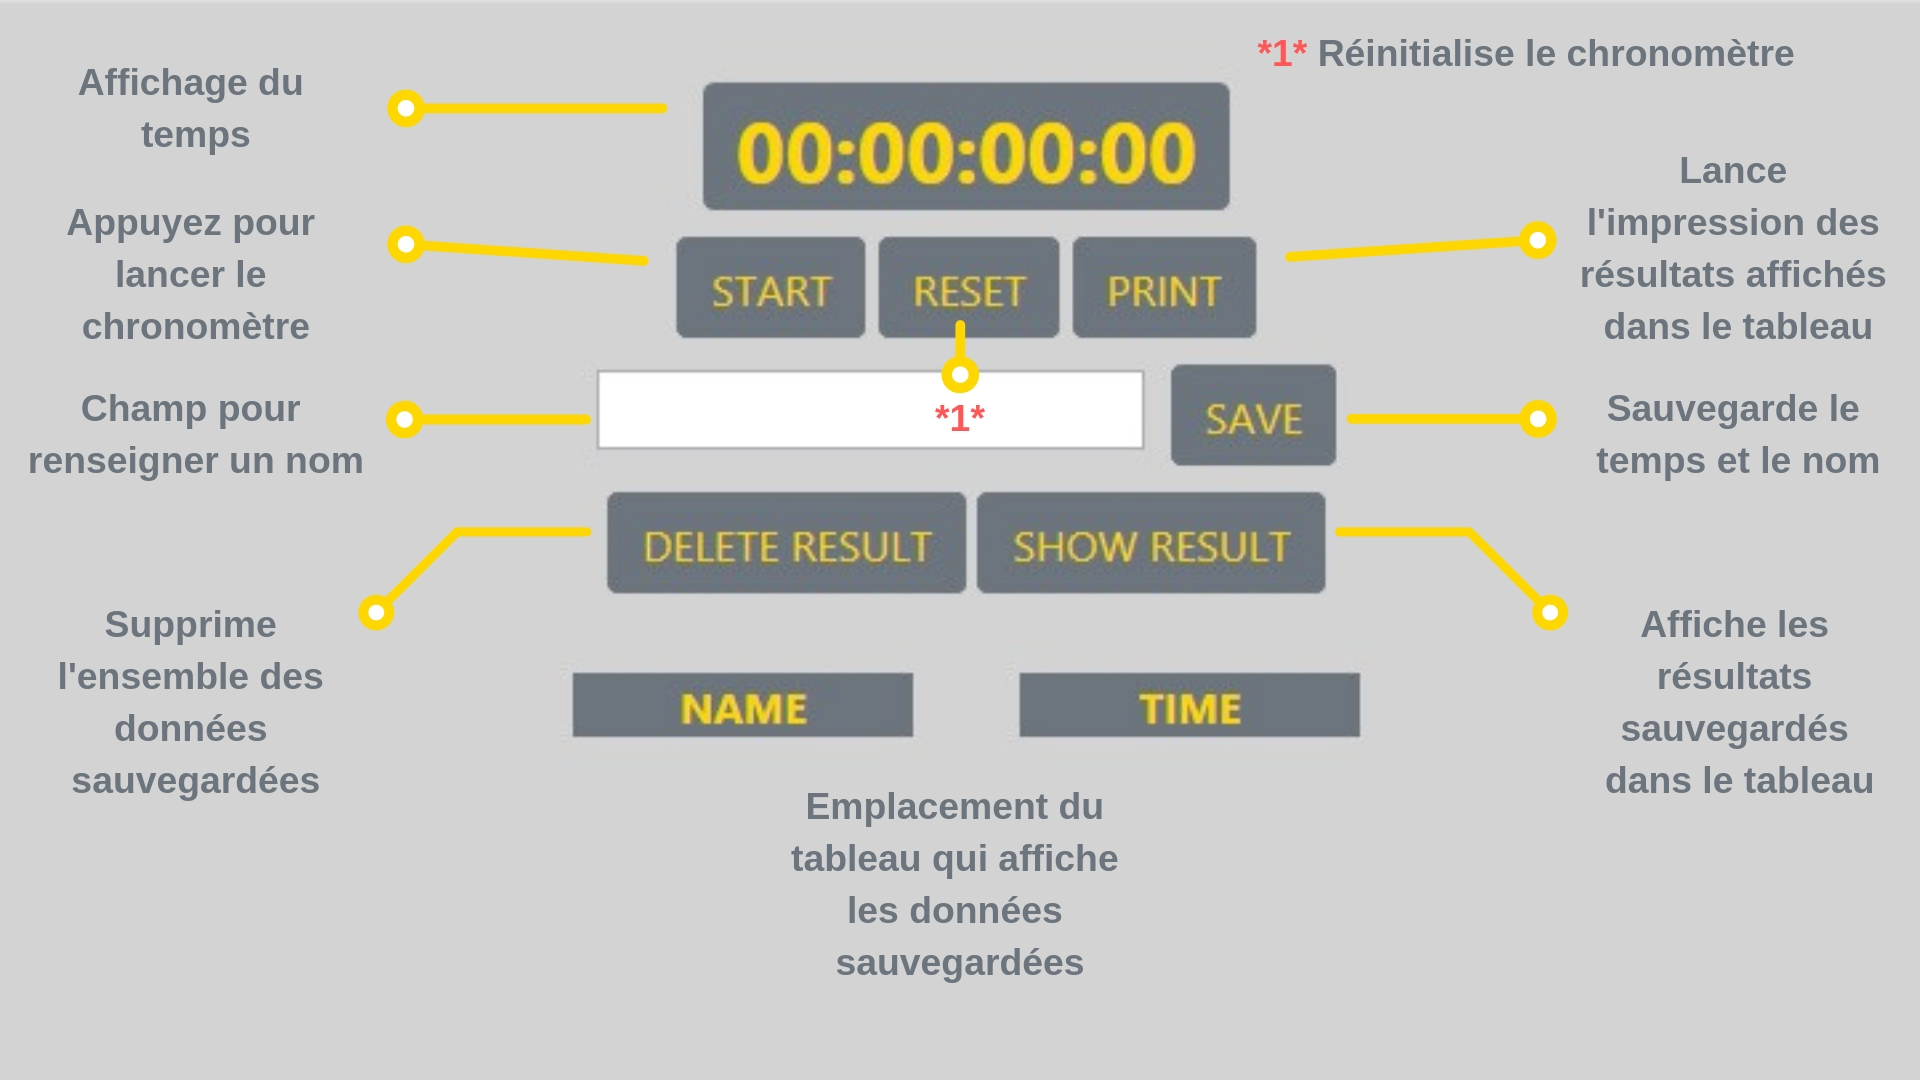 *1* Réinitialise le chronomètre
Affichage du
temps
00:00:00:00
Appuyez pour
lancer le
chronomètre
START
RESET
PRINT
Lance
l'impression des
résultats affichés
dans le tableau
Champ pour
renseigner un nom
*1*
SAVE
Sauvegarde le
temps et le nom
DELETE RESULT
SHOW RESULT
Supprime
l'ensemble des
données
sauvegardées
Affiche les
résultats
sauvegardés
dans le tableau
NAME
TIME
Emplacement du
tableau qui affiche
les données
sauvegardées